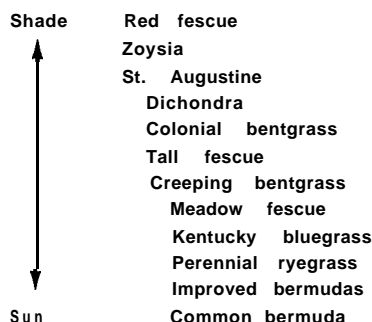 Shade Red fescue
Zoysia
St. Augustine
Dichondra
Colonial bentgrass
Tall fescue
Creeping bentgrass
Meadow fescue
Kentucky bluegrass
Perennial ryegrass
Improved bermudas
Sun Common bermuda